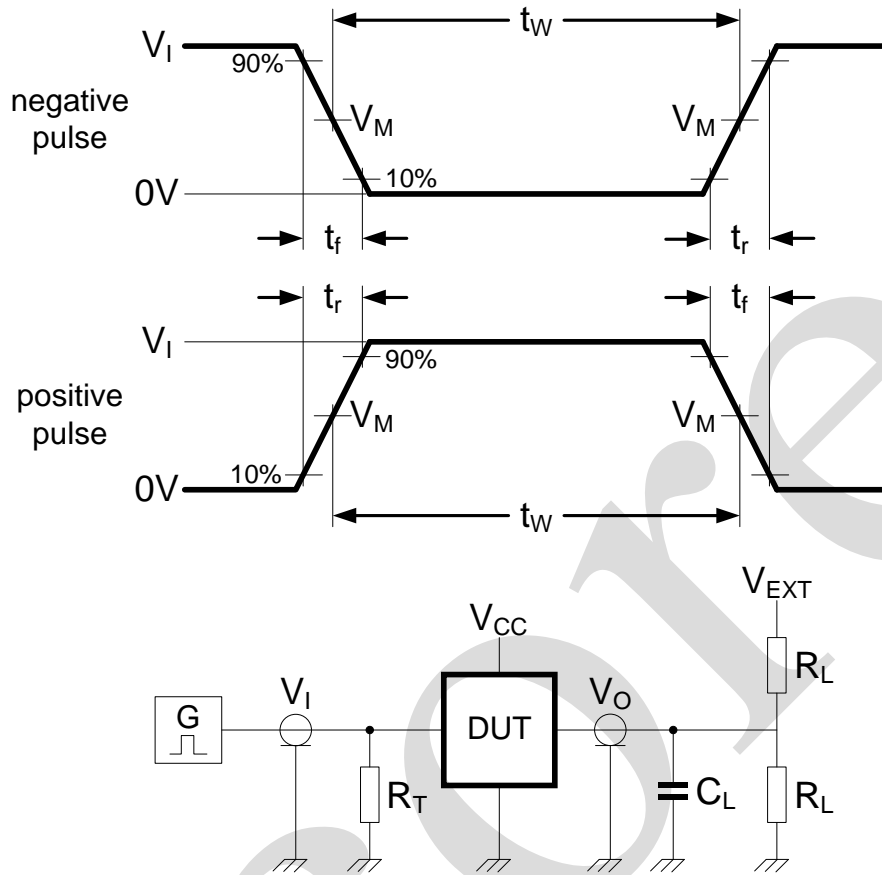 V_I
90%
t_W
negative
pulse
V_M
V_M
10%
0V
t_f
t_r
t_r
t_f
V_I
90%
positive
pulse
V_M
V_M
10%
0V
t_W
V_EXT
V_CC
R_L
V_I
V_O
G
DUT
R_T
C_L
R_L